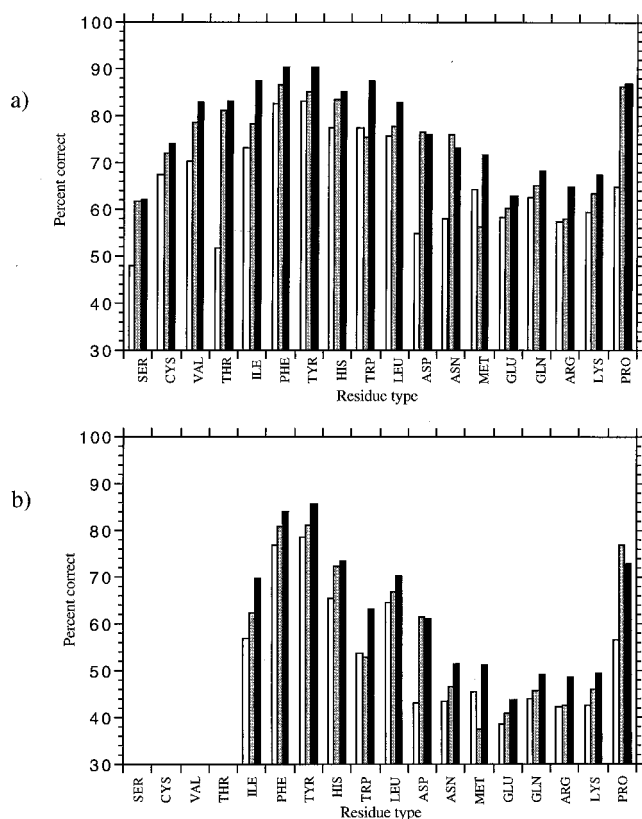 a)
Percent correct
100
90
80
70
60
50
40
30
SER CYS VAL THR ILE PHE TYR HIS TRP LEU ASP ASN MET GLU GLN ARG LYS PRO
Residue type
b)
Percent correct
100
90
80
70
60
50
40
30
SER CYS VAL THR ILE PHE TYR HIS TRP LEU ASP ASN MET GLU GLN ARG LYS PRO
Residue type